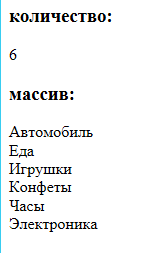 количество:
6
массив:
Автомобиль
Еда
Игрушки
Конфеты
Часы
Электроника